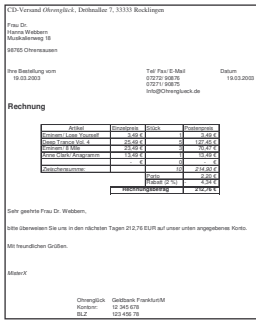 CD-Versand Ohrenglück, Dröhnallee 7, 33333 Rocklingen
Frau Dr.
Hanna Webbern
Musikalienweg 18
98765 Ohrensausen
Ihre Bestellung vom Tel/ Fax/ E-Mail Datum
19.03.2003 07272/ 90876 19.03.2003
07271/ 90875
Info@Ohrenglueck.de
Rechnung
Artikel Einzelpreis Stück Postenpreis
Eminem/ Lose Yourself 3,49 € 1 3,49 €
Deep Trance Vol. 4 25,49 € 5 127,45 €
Eminem/ 8 Mile 23,49 € 3 70,47 €
Anne Clark/ Anagramm 13,49 € 1 13,49 €
- € 0 - €
Zwischensumme: 10 214,90 €
Porto 2,20 €
Rabatt (2 %) 4,34 €
Rechnungsbetrag 212,76 €
Sehr geehrte Frau Dr. Webbern,
bitte überweisen Sie uns in den nächsten Tagen 212,76 EUR auf unser unten angegebenes Konto.
Mit freundlichen Grüßen.
MisterX
Ohrenglück Geldbank Frankfurt/M
Kontonr: 12 345 678
BLZ 123 456 78